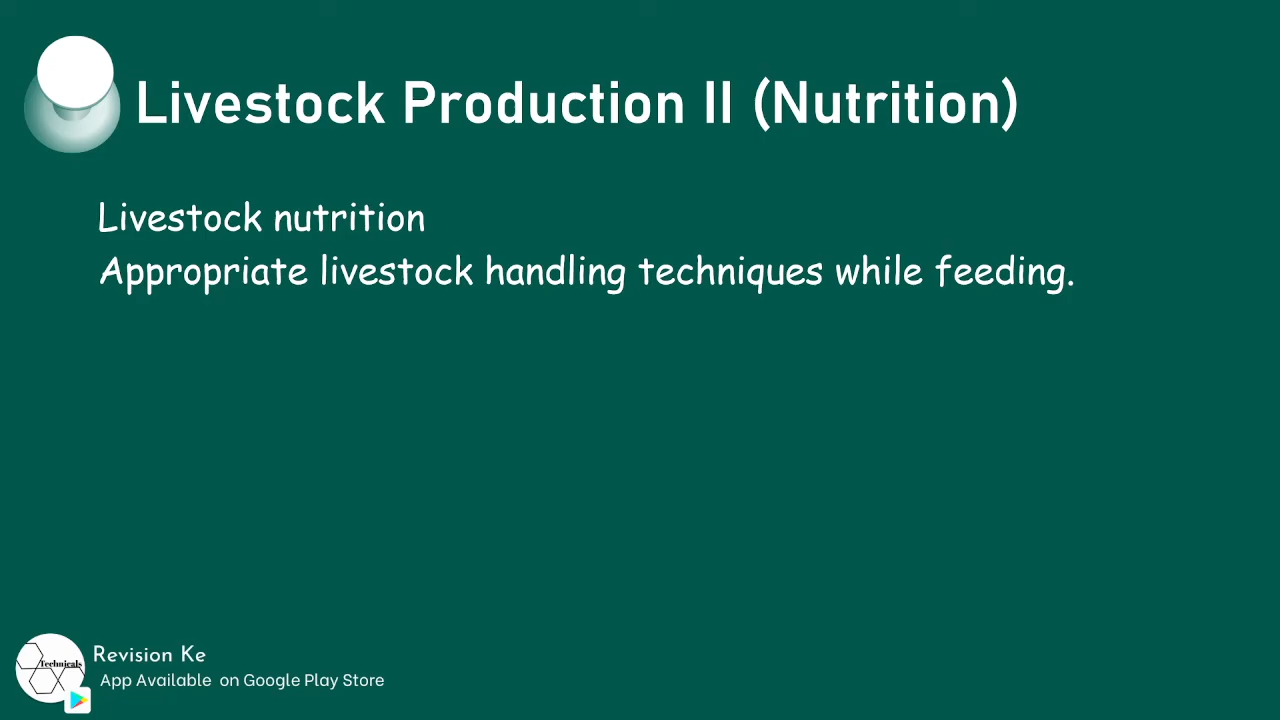 Livestock Production II (Nutrition)
Livestock nutrition
Appropriate livestock handling techniques while feeding.
Technicals
Revision Ke
App Available on Google Play Store